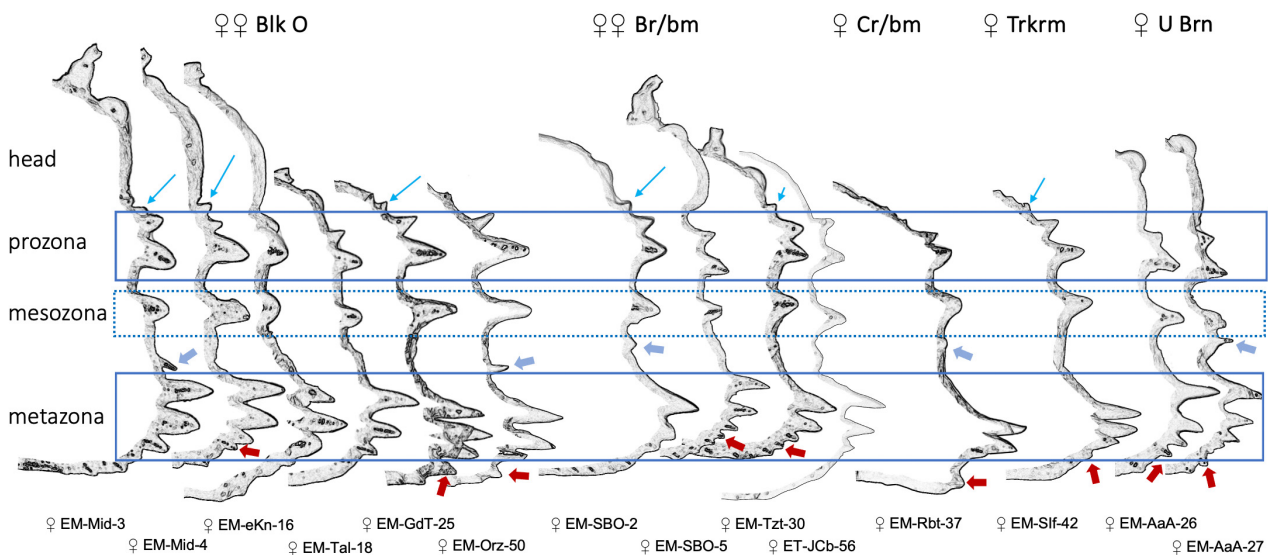 ♀♀ Blk O ♀♀ Br/bm ♀ Cr/bm ♀ Trkrm ♀ U Brn
head
prozona
mesozona
metazona
♀ EM-Mid-3 ♀ EM-eKn-16 ♀ EM-GdT-25 ♀ EM-SBO-2 ♀ EM-Tzt-30 ♀ EM-Rbt-37 ♀ EM-Slf-42 ♀ EM-AaA-26
♀ EM-Mid-4 ♀ EM-Tal-18 ♀ EM-Orz-50 ♀ EM-SBO-5 ♀ ET-JCb-56 ♀ EM-AaA-27